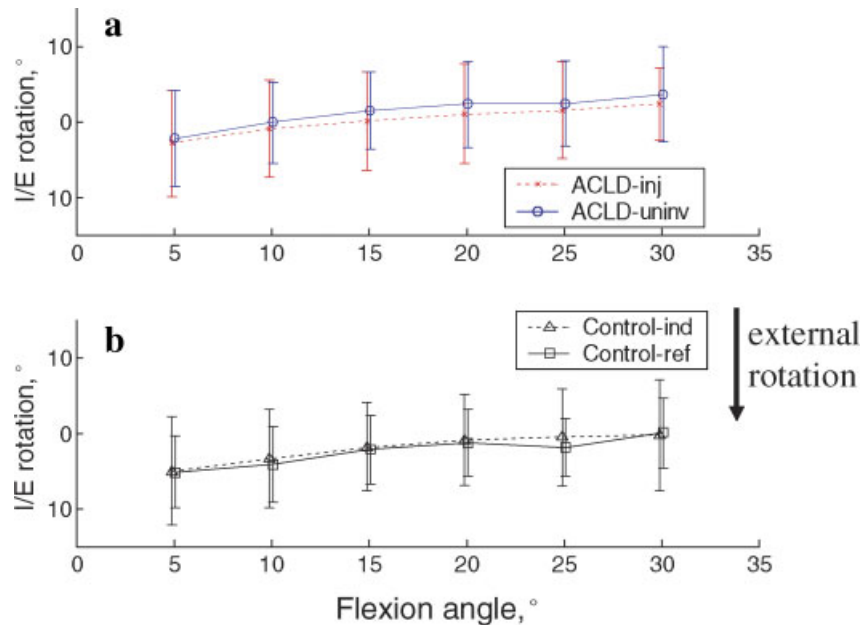 a
10
0
10
I/E rotation,°
ACLD-inj
ACLD-uninv
0 5 10 15 20 25 30 35
b
Control-ind
Control-ref
10
0
10
I/E rotation,°
external
rotation
0 5 10 15 20 25 30 35
Flexion angle,°